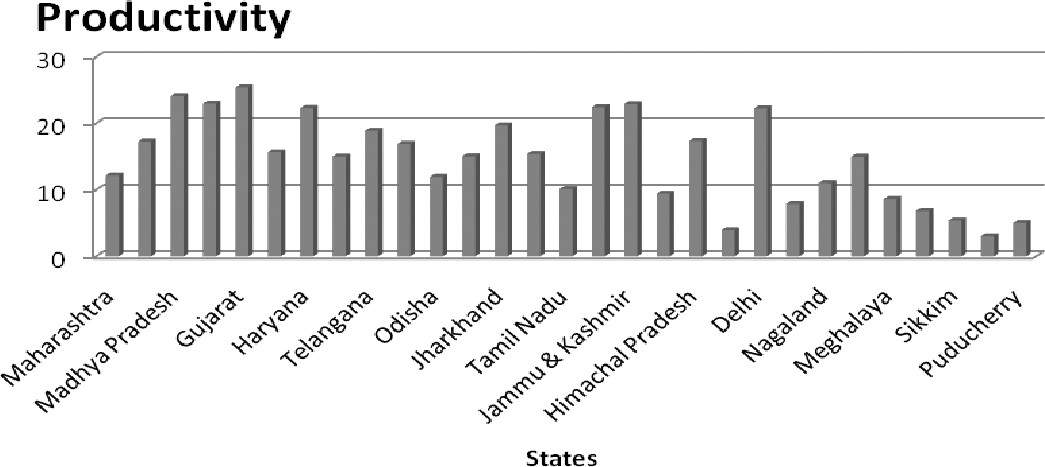 Productivity
30
20
10
0
Maharashtra
Madhya Pradesh
Gujarat
Haryana
Telangana
Odisha
Jharkhand
Tamil Nadu
Jammu & Kashmir
Himachal Pradesh
Delhi
Nagaland
Meghalaya
Sikkim
Puducherry
States